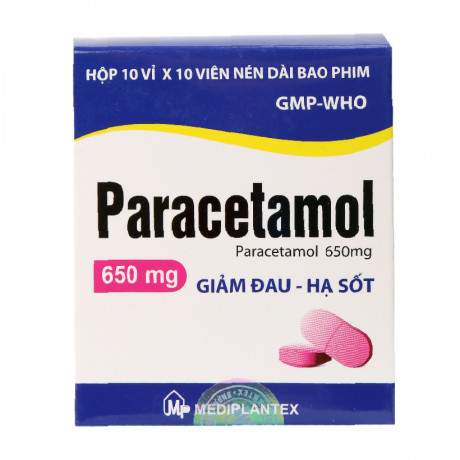 HỘP 10 VỈ X 10 VIÊN NÉN DÀI BAO PHIM
GMP-WHO
Paracetamol
Paracetamol 650mg
650 mg
GIẢM ĐAU - HẠ SỐT
MP MEDIPLANTEX